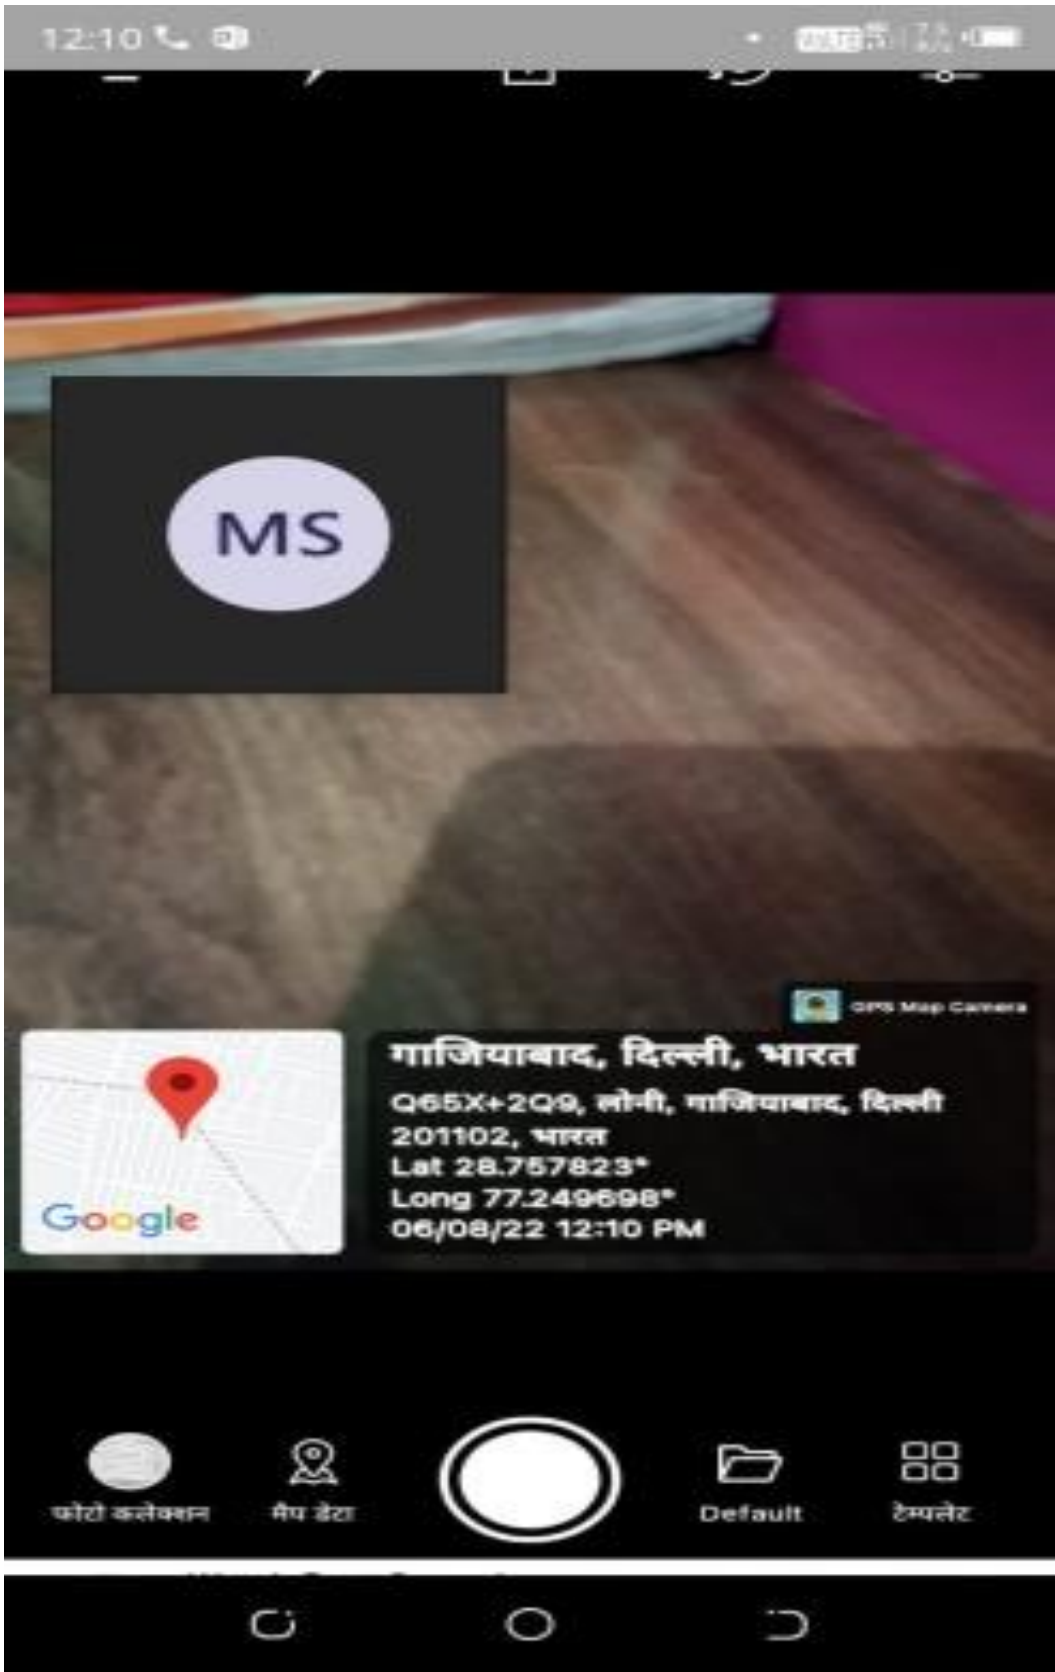 12:10
MS
GPS Map Camera
गाजियाबाद, दिल्ली, भारत
Q65X+2Q9, लोनी, गाजियाबाद, दिल्ली
201102, भारत
Lat 28.757823°
Long 77.249698°
06/08/22 12:10 PM
Google
फोटो कलेक्शन
मैप डेटा
Default
टेम्पलेट